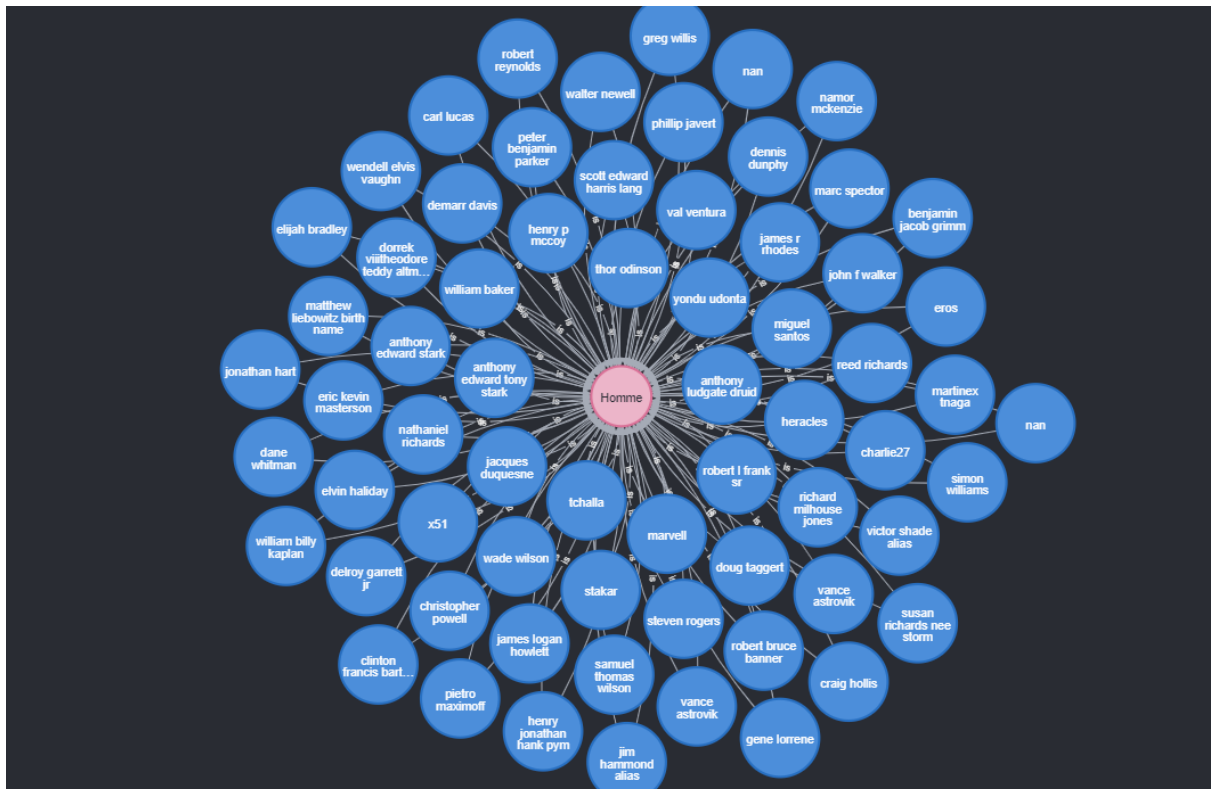 greg willis
robert
reynolds
nan
walter newell
namor
mckenzie
carl lucas
phillip javert
peter
benjamin
parker
dennis
dunphy
wendell elvis
vaughn
scott edward
harris lang
marc spector
demarr davis
val ventura
benjamin
jacob grimm
elijah bradley
henry p
mccoy
james r
rhodes
dorrek
viiitheodore
teddy altm...
thor odinson
john f walker
william baker
yondu udonta
eros
matthew
liebowitz birth
name
miguel
santos
anthony
edward stark
reed richards
jonathan hart
anthony
edward tony
stark
anthony
ludgate druid
martinex
tnaga
eric kevin
masterson
Homme
heracles
nan
nathaniel
richards
charlie27
dane
whitman
jacques
duquesne
robert l frank
sr
simon
williams
elvin haliday
tchalla
richard
milhouse
jones
x51
marvell
victor shade
alias
william billy
kaplan
wade wilson
doug taggert
delroy garrett
jr
stakar
vance
astrovik
christopher
powell
steven rogers
susan
richards nee
storm
james logan
howlett
robert bruce
banner
clinton
francis bart...
samuel
thomas
wilson
craig hollis
pietro
maximoff
vance
astrovik
henry
jonathan
hank pym
gene lorrene
jim
hammond
alias